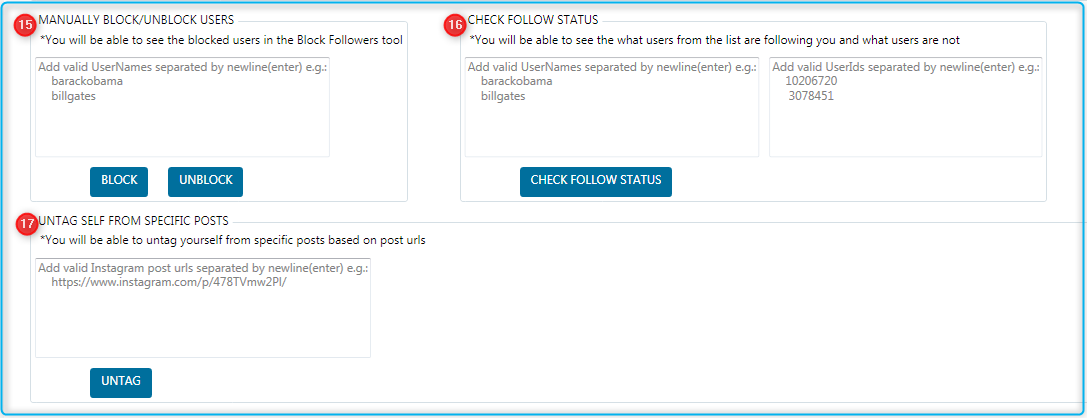 15 MANUALLY BLOCK/UNBLOCK USERS
*You will be able to see the blocked users in the Block Followers tool
Add valid UserNames separated by newline(enter) e.g.:
barackobama
billgates
BLOCK UNBLOCK
16 CHECK FOLLOW STATUS
*You will be able to see the what users from the list are following you and what users are not
Add valid UserNames separated by newline(enter) e.g.:
barackobama
billgates
Add valid UserIds separated by newline(enter) e.g.:
10206720
3078451
CHECK FOLLOW STATUS
17 UNTAG SELF FROM SPECIFIC POSTS
*You will be able to untag yourself from specific posts based on post urls
Add valid Instagram post urls separated by newline(enter) e.g.:
https://www.instagram.com/p/478TVmw2Pl/
UNTAG